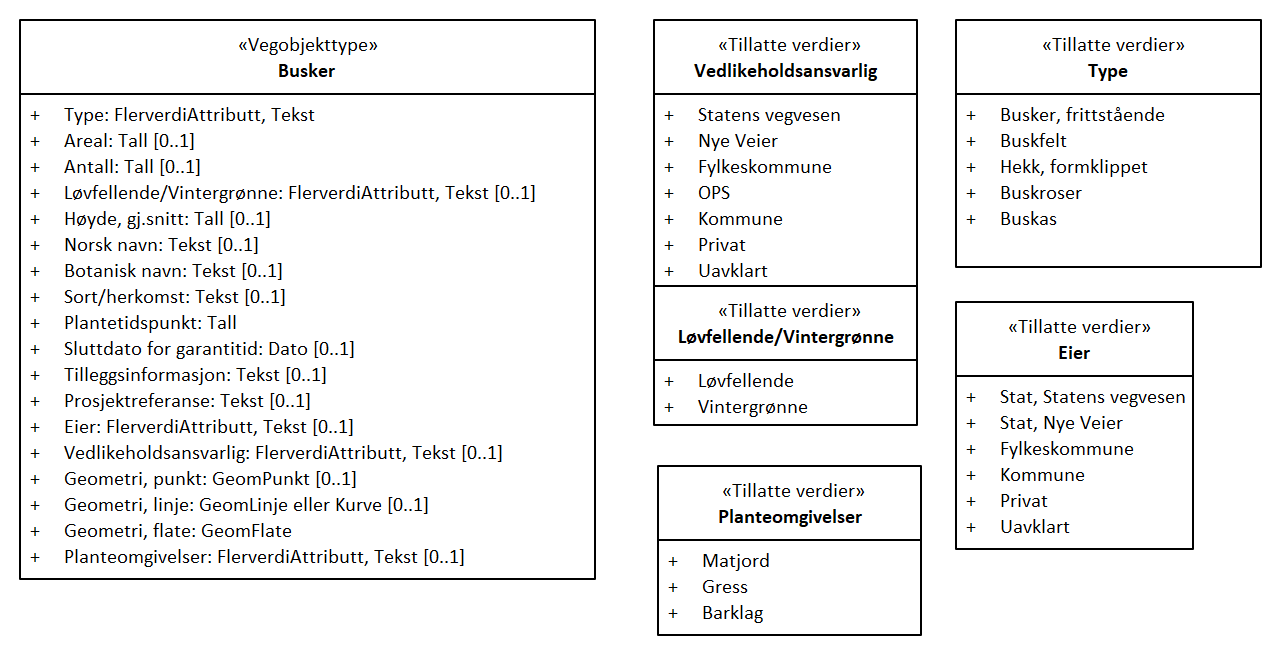 «Vegobjekttype»
Busker
+ Type: FlerverdiAttributt, Tekst
+ Areal: Tall [0..1]
+ Antall: Tall [0..1]
+ Løvfellende/Vintergrønne: FlerverdiAttributt, Tekst [0..1]
+ Høyde, gj.snitt: Tall [0..1]
+ Norsk navn: Tekst [0..1]
+ Botanisk navn: Tekst [0..1]
+ Sort/herkomst: Tekst [0..1]
+ Plantetidspunkt: Tall
+ Sluttdato for garantitid: Dato [0..1]
+ Tilleggsinformasjon: Tekst [0..1]
+ Prosjektreferanse: Tekst [0..1]
+ Eier: FlerverdiAttributt, Tekst [0..1]
+ Vedlikeholdsansvarlig: FlerverdiAttributt, Tekst [0..1]
+ Geometri, punkt: GeomPunkt [0..1]
+ Geometri, linje: GeomLinje eller Kurve [0..1]
+ Geometri, flate: GeomFlate
+ Planteomgivelser: FlerverdiAttributt, Tekst [0..1]
«Tillatte verdier»
Vedlikeholdsansvarlig
+ Statens vegvesen
+ Nye Veier
+ Fylkeskommune
+ OPS
+ Kommune
+ Privat
+ Uavklart
«Tillatte verdier»
Løvfellende/Vintergrønne
+ Løvfellende
+ Vintergrønne
«Tillatte verdier»
Planteomgivelser
+ Matjord
+ Gress
+ Barklag
«Tillatte verdier»
Type
+ Busker, frittstående
+ Buskfelt
+ Hekk, formklippet
+ Buskroser
+ Buskas
«Tillatte verdier»
Eier
+ Stat, Statens vegvesen
+ Stat, Nye Veier
+ Fylkeskommune
+ Kommune
+ Privat
+ Uavklart